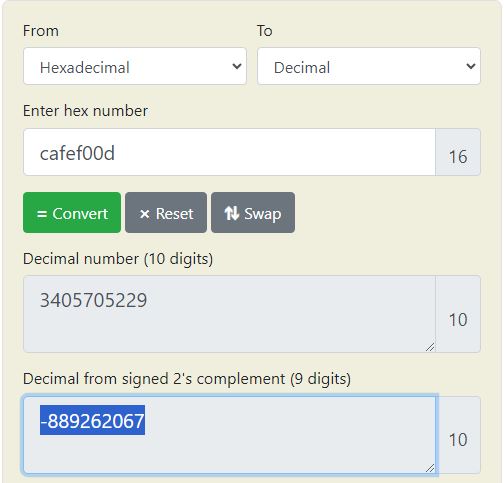 From To
Hexadecimal Decimal
Enter hex number
cafef00d 16
= Convert × Reset ⇅ Swap
Decimal number (10 digits)
3405705229 10
Decimal from signed 2's complement (9 digits)
-889262067 10